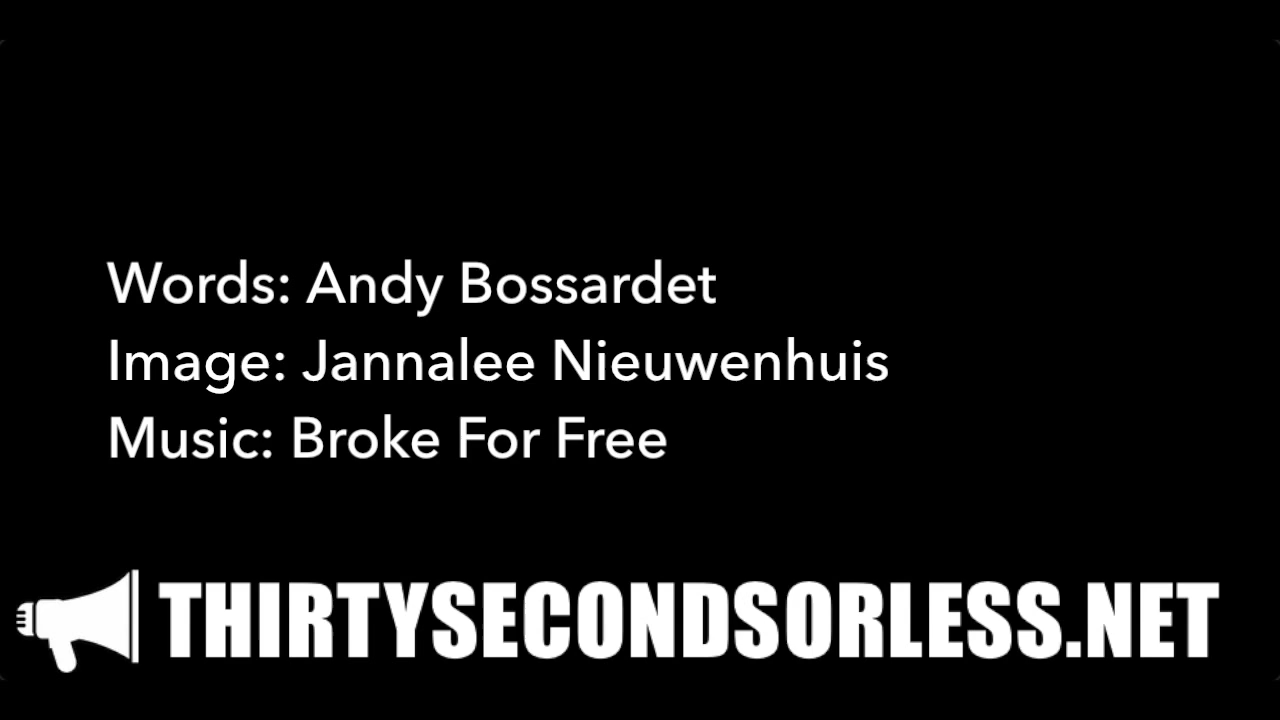 Words: Andy Bossardet
Image: Jannalee Nieuwenhuis
Music: Broke For Free
THIRTYSECONDSORLESS.NET